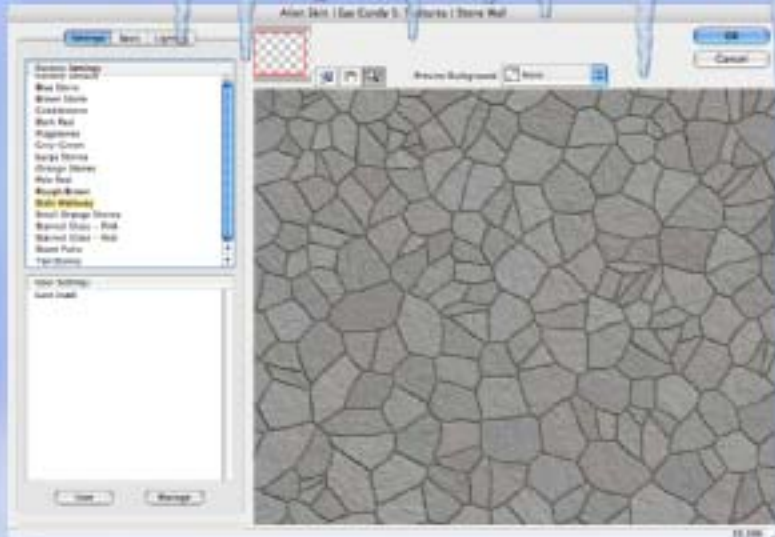 Alien Skin | Eye Candy 5: Textures | Stone Wall
Settings Basic Lighting
OK
Cancel
Preview Background: None
Factory Settings
Blue Stone
Brown Stone
Cobblestone
Dark Red
Flagstones
Grey-Green
Large Stones
Orange Stones
Pale Red
Rough Brown
Slate Walkway
Small Orange Stones
Stained Glass - Pink
Stained Glass - Red
Stone Patio
Tan Stones
User Settings
Last Used
Save Manage